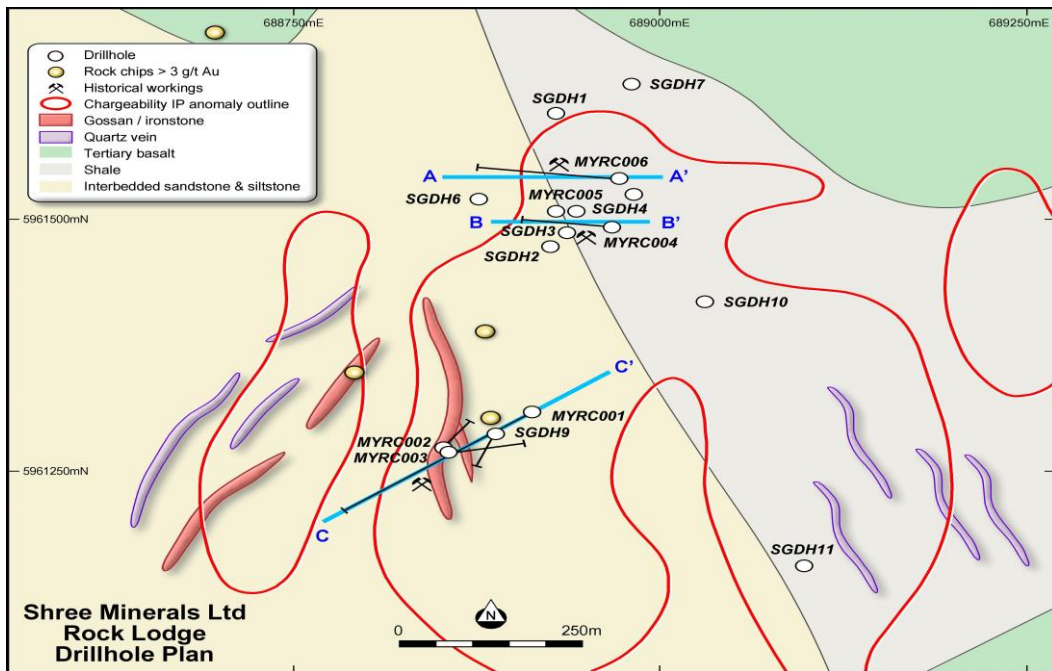 688750mE
689000mE
689250mE
Drillhole
Rock chips > 3 g/t Au
Historical workings
Chargeability IP anomaly outline
Gossan / ironstone
Quartz vein
Tertiary basalt
Shale
Interbedded sandstone & siltstone
SGDH7
SGDH1
MYRC006
A
A’
SGDH6
MYRC005
SGDH4
5961500mN
B
B’
SGDH3
MYRC004
SGDH2
SGDH10
C’
MYRC001
MYRC002
SGDH9
MYRC003
5961250mN
C
SGDH11
Shree Minerals Ltd
Rock Lodge
Drillhole Plan
N
0
250m